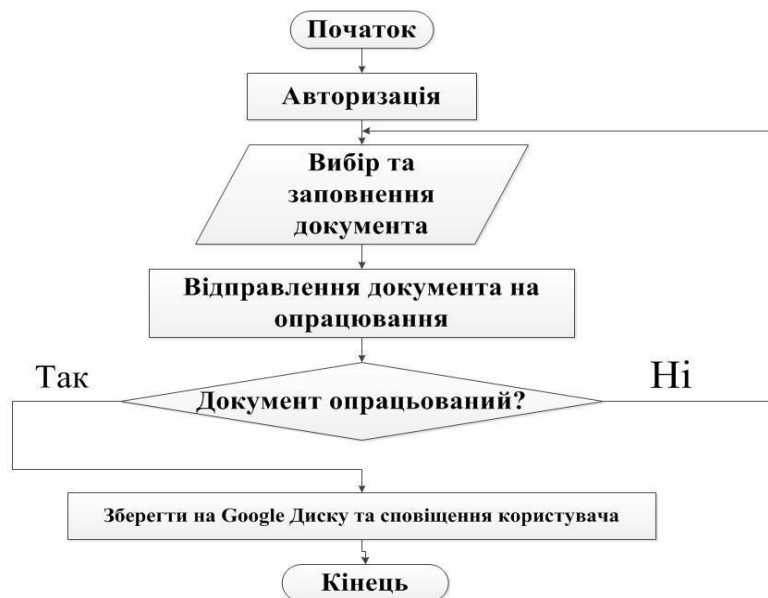 Початок
Авторизація
Вибір та
заповнення
документа
Відправлення документа на
опрацювання
Так
Ні
Документ опрацьований?
Зберегти на Google Диску та сповіщення користувача
Кінець